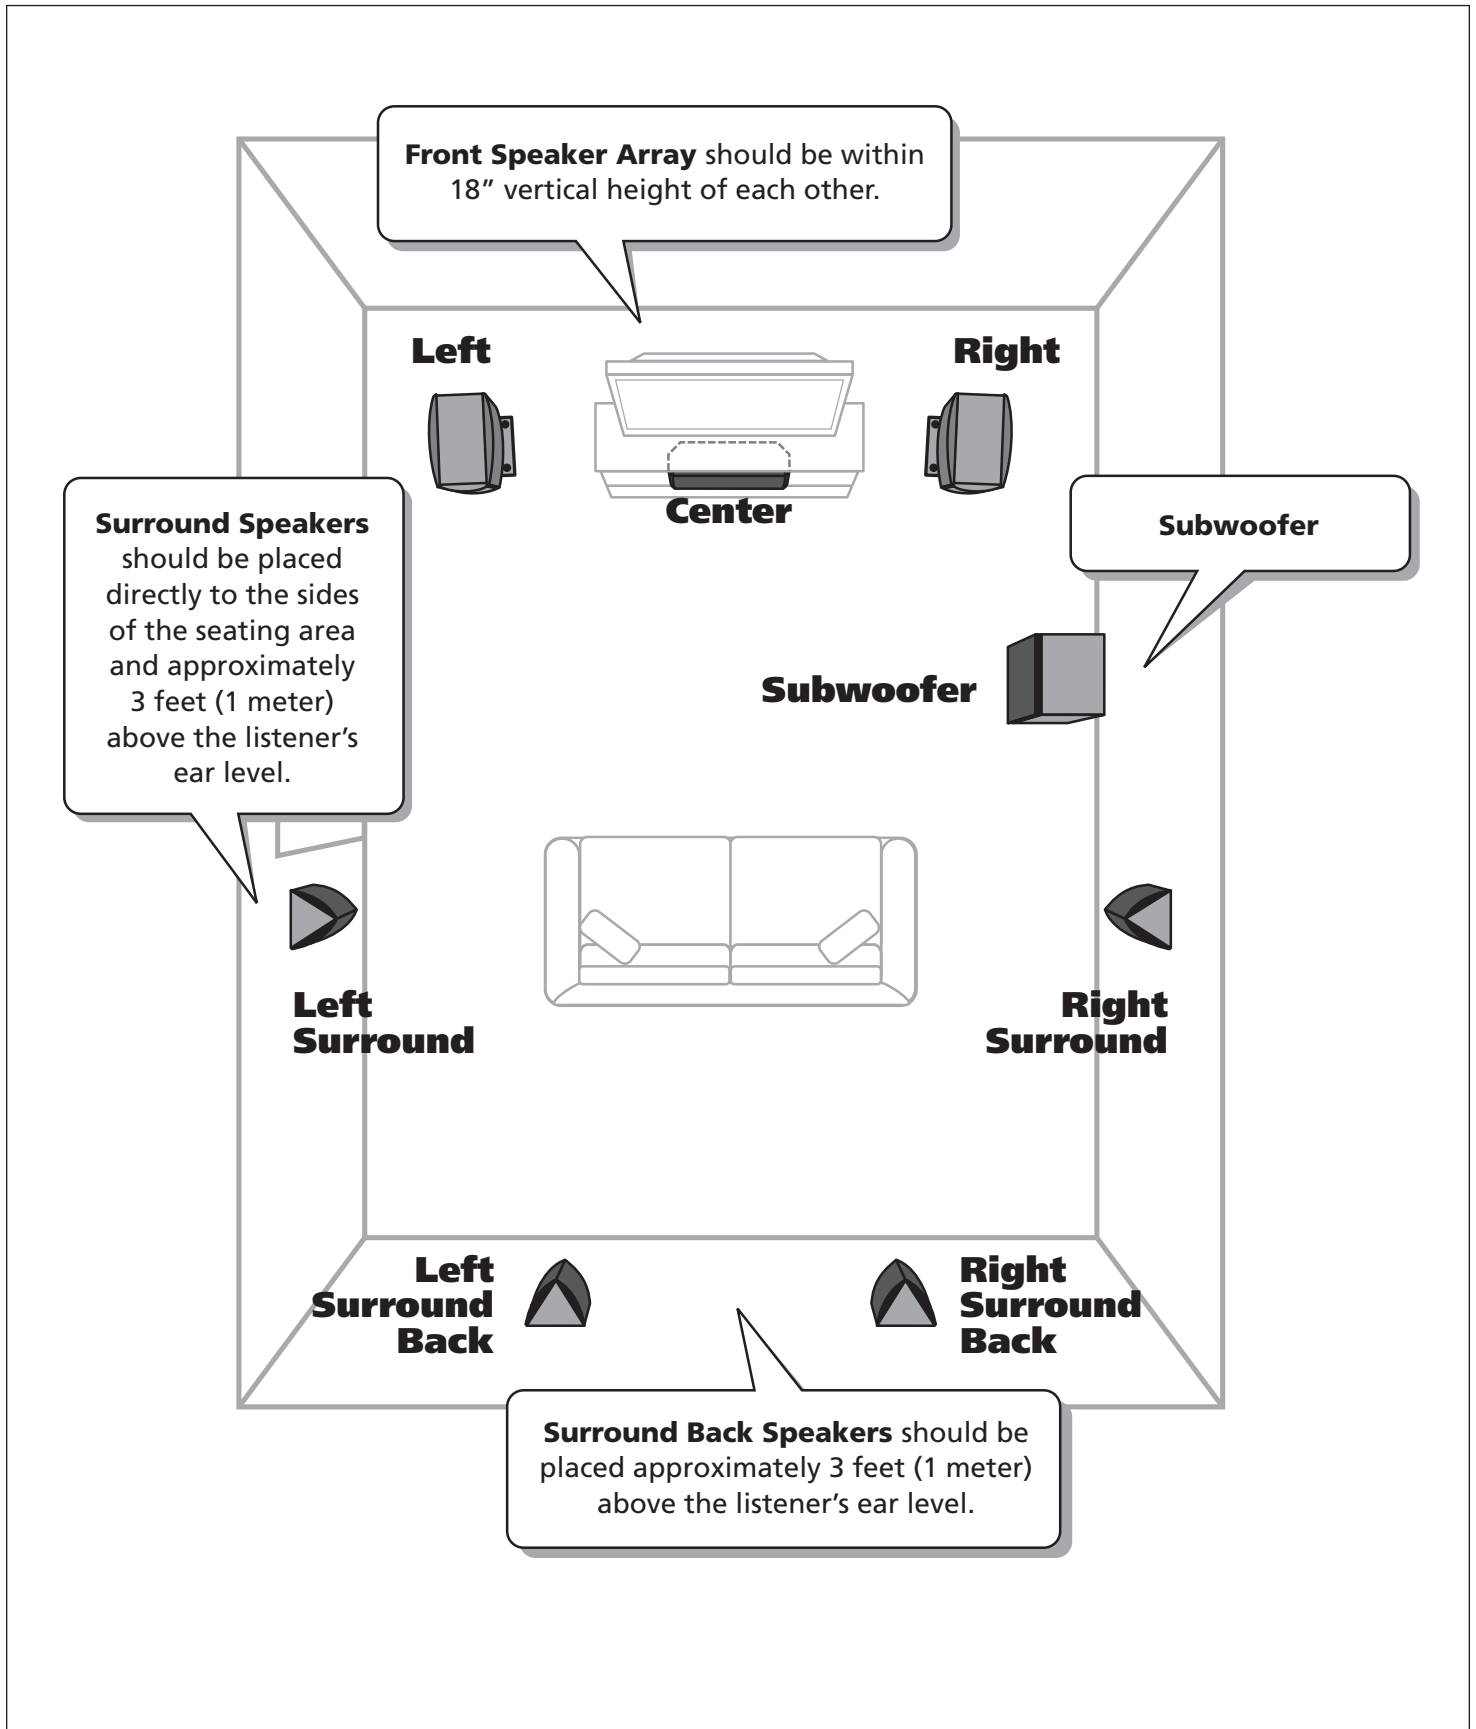 Front Speaker Array should be within
18” vertical height of each other.
Left
Right
Center
Surround Speakers
should be placed
directly to the sides
of the seating area
and approximately
3 feet (1 meter)
above the listener’s
ear level.
Subwoofer
Subwoofer
Left
Surround
Right
Surround
Left
Surround
Back
Right
Surround
Back
Surround Back Speakers should be
placed approximately 3 feet (1 meter)
above the listener’s ear level.